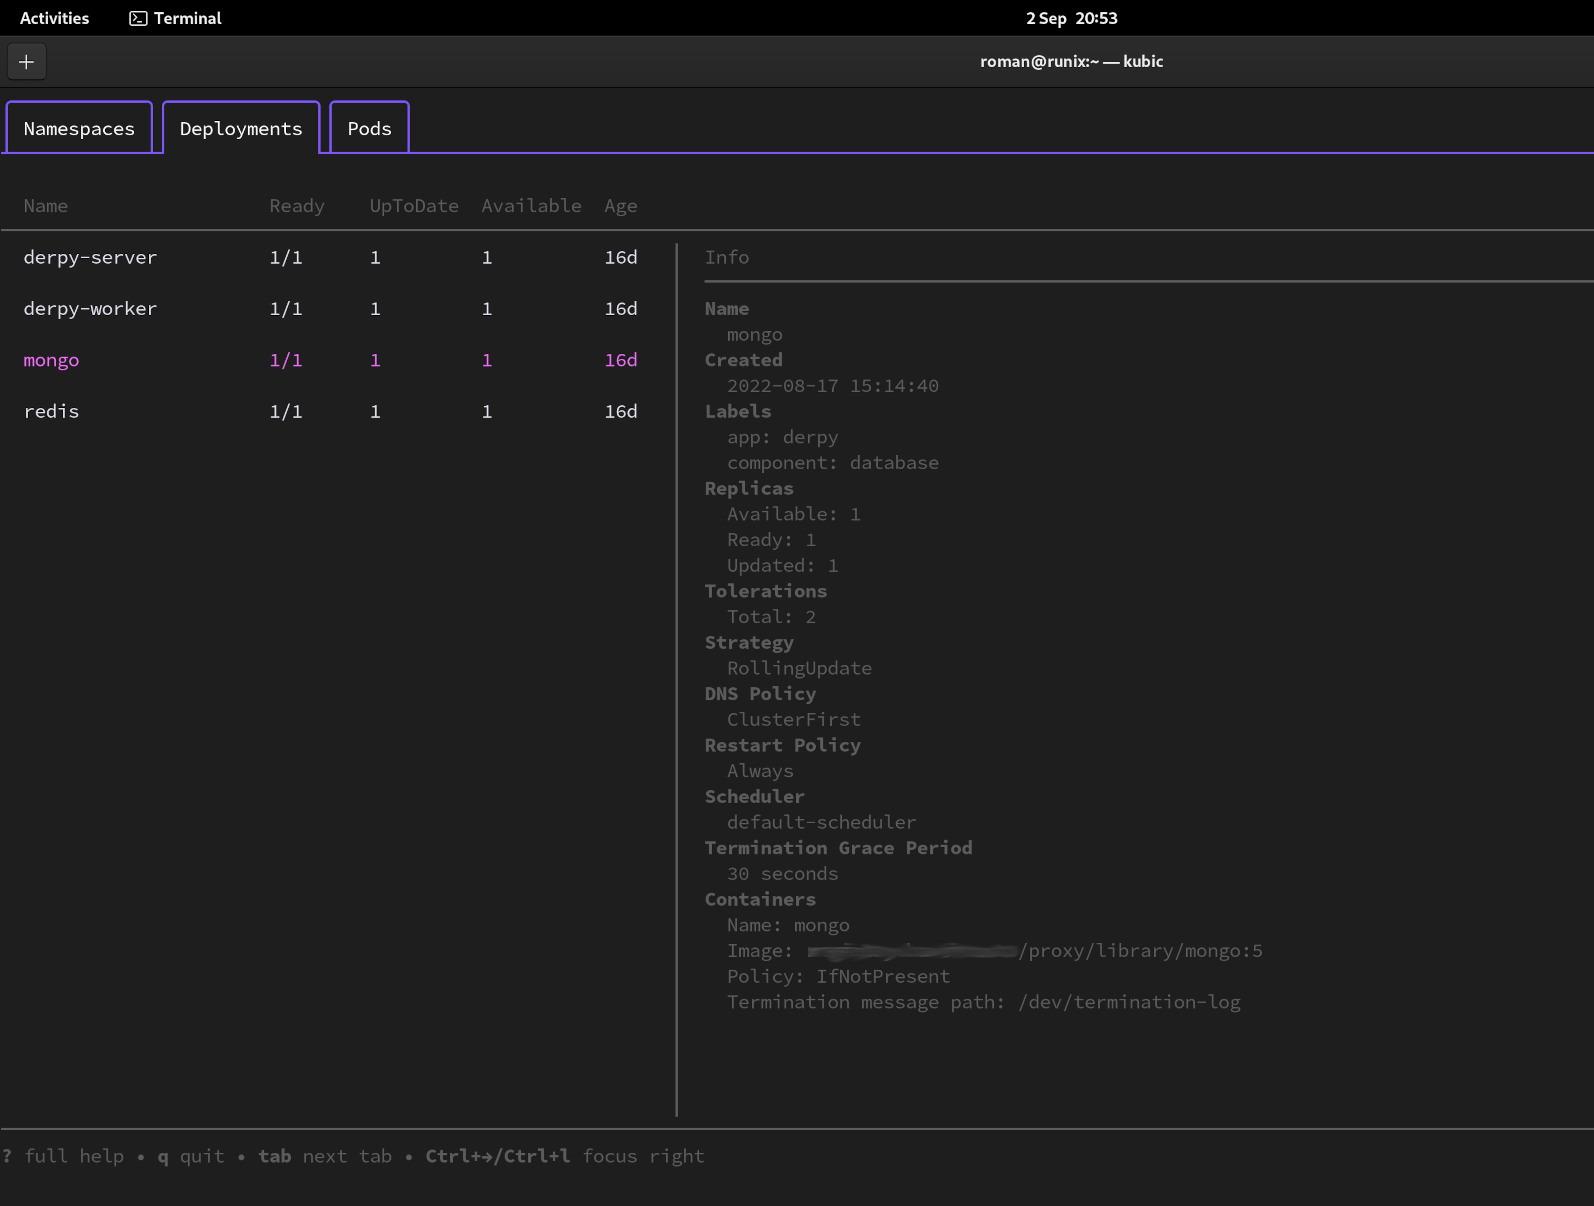 Activities Terminal 2 Sep 20:53
roman@runix:~ — kubic
Namespaces Deployments Pods
Name Ready UpToDate Available Age
derpy-server 1/1 1 1 16d
derpy-worker 1/1 1 1 16d
mongo 1/1 1 1 16d
redis 1/1 1 1 16d
Info
Name
mongo
Created
2022-08-17 15:14:40
Labels
app: derpy
component: database
Replicas
Available: 1
Ready: 1
Updated: 1
Tolerations
Total: 2
Strategy
RollingUpdate
DNS Policy
ClusterFirst
Restart Policy
Always
Scheduler
default-scheduler
Termination Grace Period
30 seconds
Containers
Name: mongo
Image: /proxy/library/mongo:5
Policy: IfNotPresent
Termination message path: /dev/termination-log
? full help • q quit • tab next tab • Ctrl+→/Ctrl+l focus right